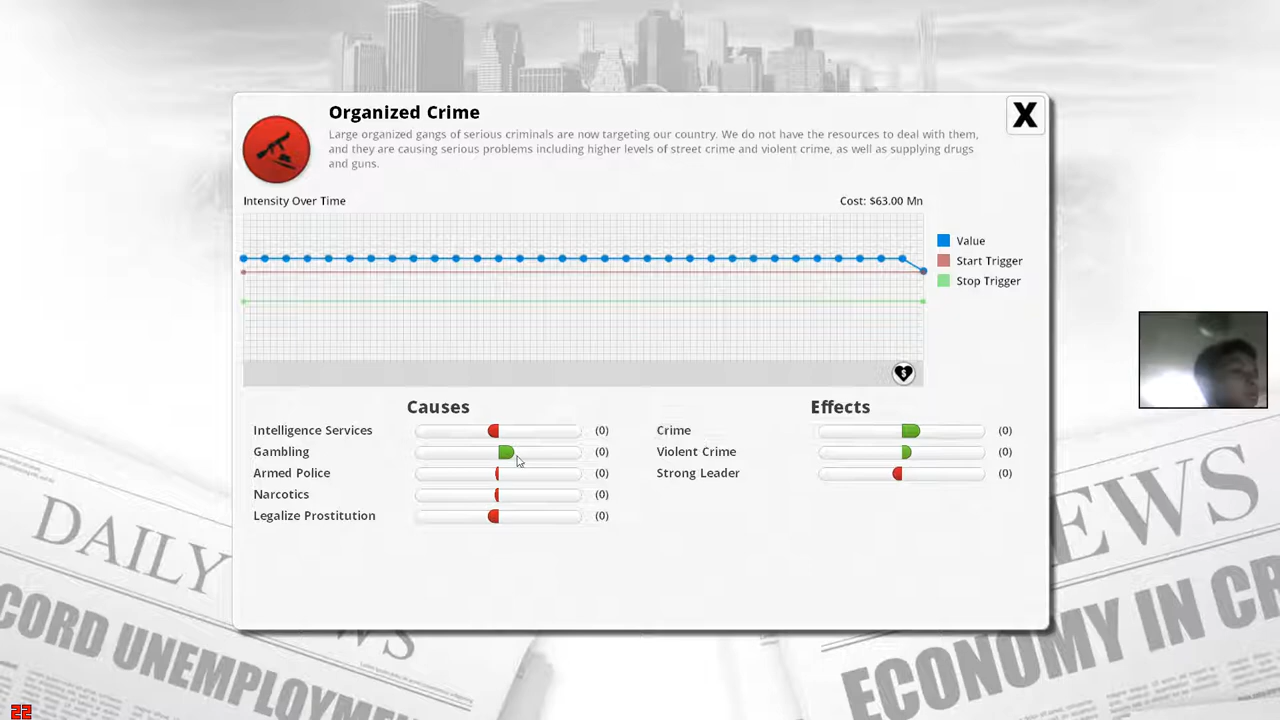 Organized Crime
X
Large organized gangs of serious criminals are now targeting our country. We do not have the resources to deal with them,
and they are causing serious problems including higher levels of street crime and violent crime, as well as supplying drugs
and guns.
Intensity Over Time
Cost: $63.00 Mn
Value
Start Trigger
Stop Trigger
$
Causes
Intelligence Services (0)
Gambling (0)
Armed Police (0)
Narcotics (0)
Legalize Prostitution (0)
Effects
Crime (0)
Violent Crime (0)
Strong Leader (0)
DAILY
NEWS
CORD UNEMPLOYM
EWS
ECONOMY IN CR
22